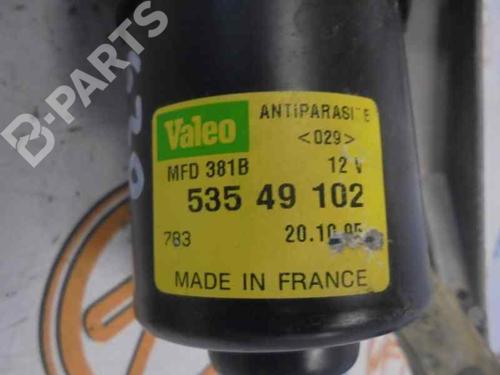 B-PARTS
Valeo
ANTIPARASITE
<029>
MFD 381B 12 V
535 49 102
783 20.10.95
MADE IN FRANCE